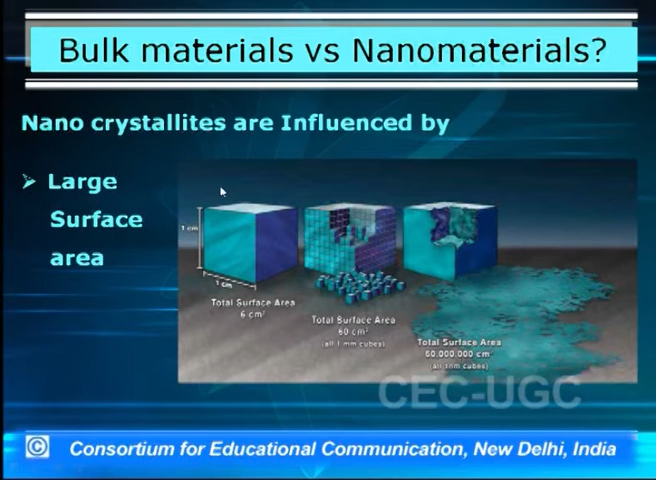 Bulk materials vs Nanomaterials?
Nano crystallites are Influenced by
➢ Large
Surface
area
1 cm
1 cm
Total Surface Area
6 cm²
Total Surface Area
60 cm²
(all 1 mm cubes)
Total Surface Area
60,000,000 cm²
(all 1nm cubes)
CEC-UGC
© Consortium for Educational Communication, New Delhi, India